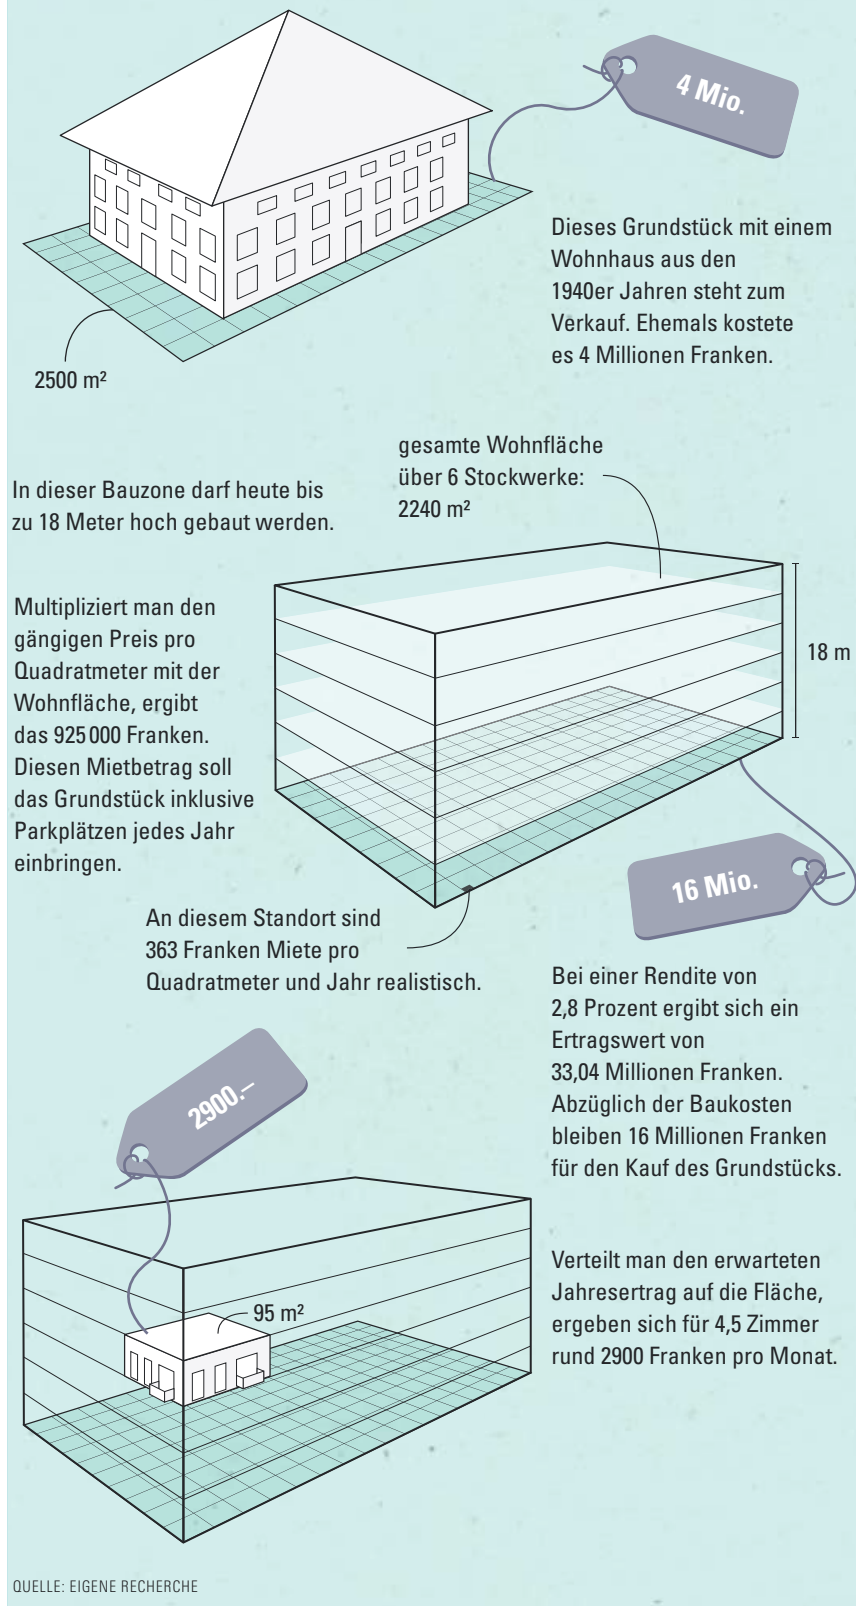 4 Mio.
Dieses Grundstück mit einem
Wohnhaus aus den
1940er Jahren steht zum
Verkauf. Ehemals kostete
es 4 Millionen Franken.
2500 m²
gesamte Wohnfläche
über 6 Stockwerke:
2240 m²
In dieser Bauzone darf heute bis
zu 18 Meter hoch gebaut werden.
Multipliziert man den
gängigen Preis pro
Quadratmeter mit der
Wohnfläche, ergibt
das 925 000 Franken.
Diesen Mietbetrag soll
das Grundstück inklusive
Parkplätzen jedes Jahr
einbringen.
18 m
16 Mio.
An diesem Standort sind
363 Franken Miete pro
Quadratmeter und Jahr realistisch.
Bei einer Rendite von
2,8 Prozent ergibt sich ein
Ertragswert von
33,04 Millionen Franken.
Abzüglich der Baukosten
bleiben 16 Millionen Franken
für den Kauf des Grundstücks.
2900.–
95 m²
Verteilt man den erwarteten
Jahresertrag auf die Fläche,
ergeben sich für 4,5 Zimmer
rund 2900 Franken pro Monat.
QUELLE: EIGENE RECHERCHE